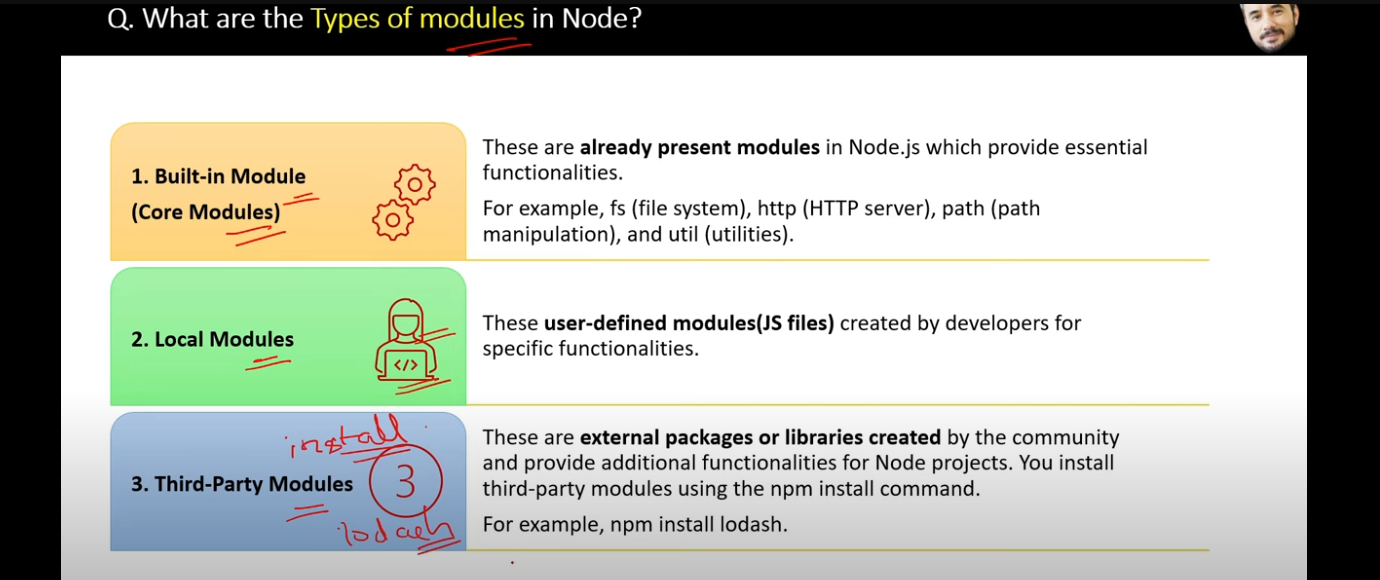 Q. What are the Types of modules in Node?
1. Built-in Module
(Core Modules)
These are already present modules in Node.js which provide essential
functionalities.
For example, fs (file system), http (HTTP server), path (path
manipulation), and util (utilities).
2. Local Modules
</>
These user-defined modules(JS files) created by developers for
specific functionalities.
install
3. Third-Party Modules
3
lodash
These are external packages or libraries created by the community
and provide additional functionalities for Node projects. You install
third-party modules using the npm install command.
For example, npm install lodash.